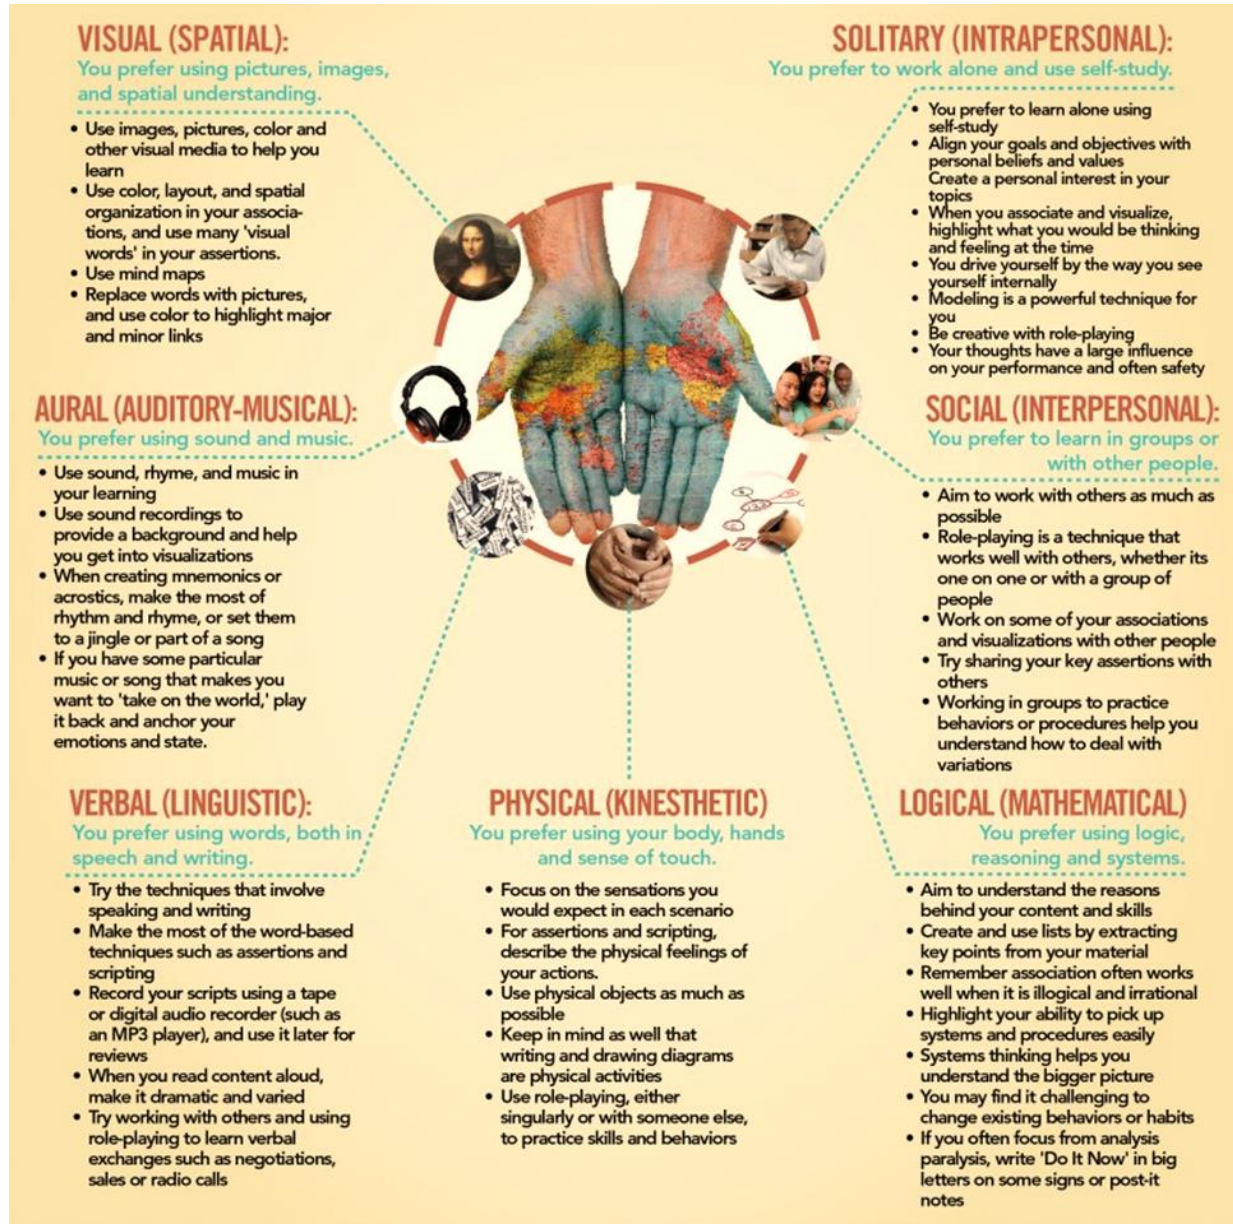 VISUAL (SPATIAL):
You prefer using pictures, images,
and spatial understanding.
• Use images, pictures, color and
other visual media to help you
learn
• Use color, layout, and spatial
organization in your associa-
tions, and use many 'visual
words' in your assertions.
• Use mind maps
• Replace words with pictures,
and use color to highlight major
and minor links
AURAL (AUDITORY-MUSICAL):
You prefer using sound and music.
• Use sound, rhyme, and music in
your learning
• Use sound recordings to
provide a background and help
you get into visualizations
• When creating mnemonics or
acrostics, make the most of
rhythm and rhyme, or set them
to a jingle or part of a song
• If you have some particular
music or song that makes you
want to 'take on the world,' play
it back and anchor your
emotions and state.
VERBAL (LINGUISTIC):
You prefer using words, both in
speech and writing.
• Try the techniques that involve
speaking and writing
• Make the most of the word-based
techniques such as assertions and
scripting
• Record your scripts using a tape
or digital audio recorder (such as
an MP3 player), and use it later for
reviews
• When you read content aloud,
make it dramatic and varied
• Try working with others and using
role-playing to learn verbal
exchanges such as negotiations,
sales or radio calls
PHYSICAL (KINESTHETIC)
You prefer using your body, hands
and sense of touch.
• Focus on the sensations you
would expect in each scenario
• For assertions and scripting,
describe the physical feelings of
your actions.
• Use physical objects as much as
possible
• Keep in mind as well that
writing and drawing diagrams
are physical activities
• Use role-playing, either
singularly or with someone else,
to practice skills and behaviors
SOLITARY (INTRAPERSONAL):
You prefer to work alone and use self-study.
• You prefer to learn alone using
self-study
• Align your goals and objectives with
personal beliefs and values
Create a personal interest in your
topics
• When you associate and visualize,
highlight what you would be thinking
and feeling at the time
• You drive yourself by the way you see
yourself internally
• Modeling is a powerful technique for
you
• Be creative with role-playing
• Your thoughts have a large influence
on your performance and often safety
SOCIAL (INTERPERSONAL):
You prefer to learn in groups or
with other people.
• Aim to work with others as much as
possible
• Role-playing is a technique that
works well with others, whether its
one on one or with a group of
people
• Work on some of your associations
and visualizations with other people
• Try sharing your key assertions with
others
• Working in groups to practice
behaviors or procedures help you
understand how to deal with
variations
LOGICAL (MATHEMATICAL)
You prefer using logic,
reasoning and systems.
• Aim to understand the reasons
behind your content and skills
• Create and use lists by extracting
key points from your material
• Remember association often works
well when it is illogical and irrational
• Highlight your ability to pick up
systems and procedures easily
• Systems thinking helps you
understand the bigger picture
• You may find it challenging to
change existing behaviors or habits
• If you often focus from analysis
paralysis, write 'Do It Now' in big
letters on some signs or post-it
notes